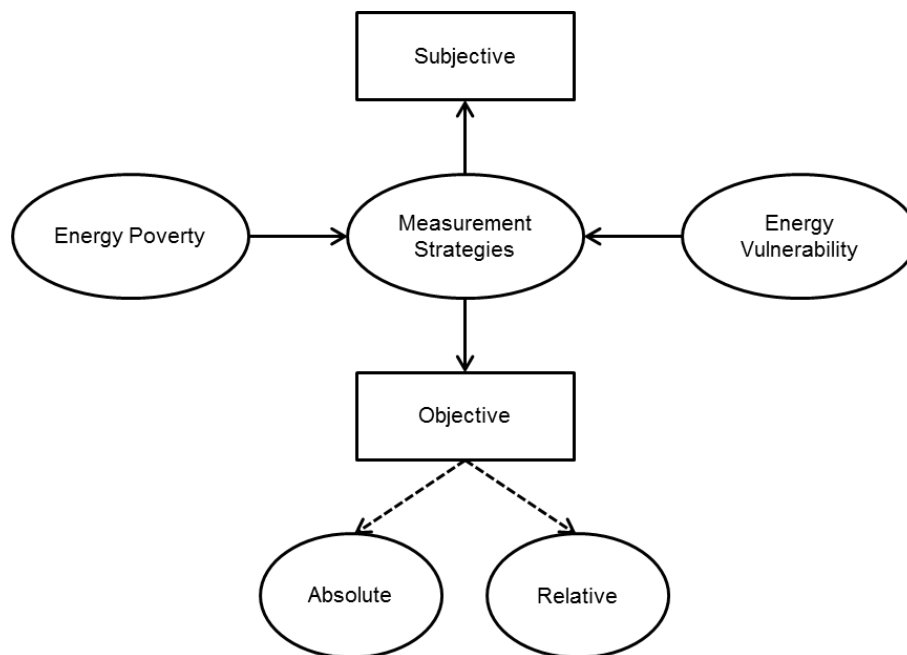 Subjective
Energy Poverty
Measurement
Strategies
Energy
Vulnerability
Objective
Absolute
Relative